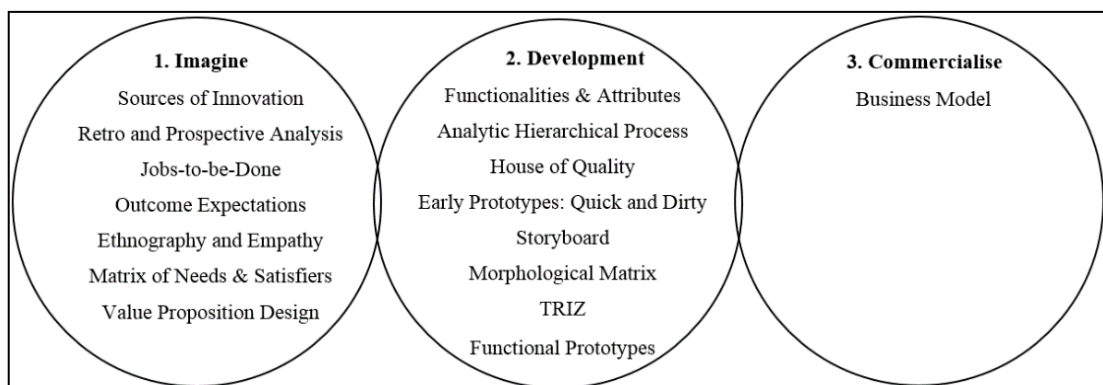 1. Imagine
Sources of Innovation
Retro and Prospective Analysis
Jobs-to-be-Done
Outcome Expectations
Ethnography and Empathy
Matrix of Needs & Satisfiers
Value Proposition Design
2. Development
Functionalities & Attributes
Analytic Hierarchical Process
House of Quality
Early Prototypes: Quick and Dirty
Storyboard
Morphological Matrix
TRIZ
Functional Prototypes
3. Commercialise
Business Model